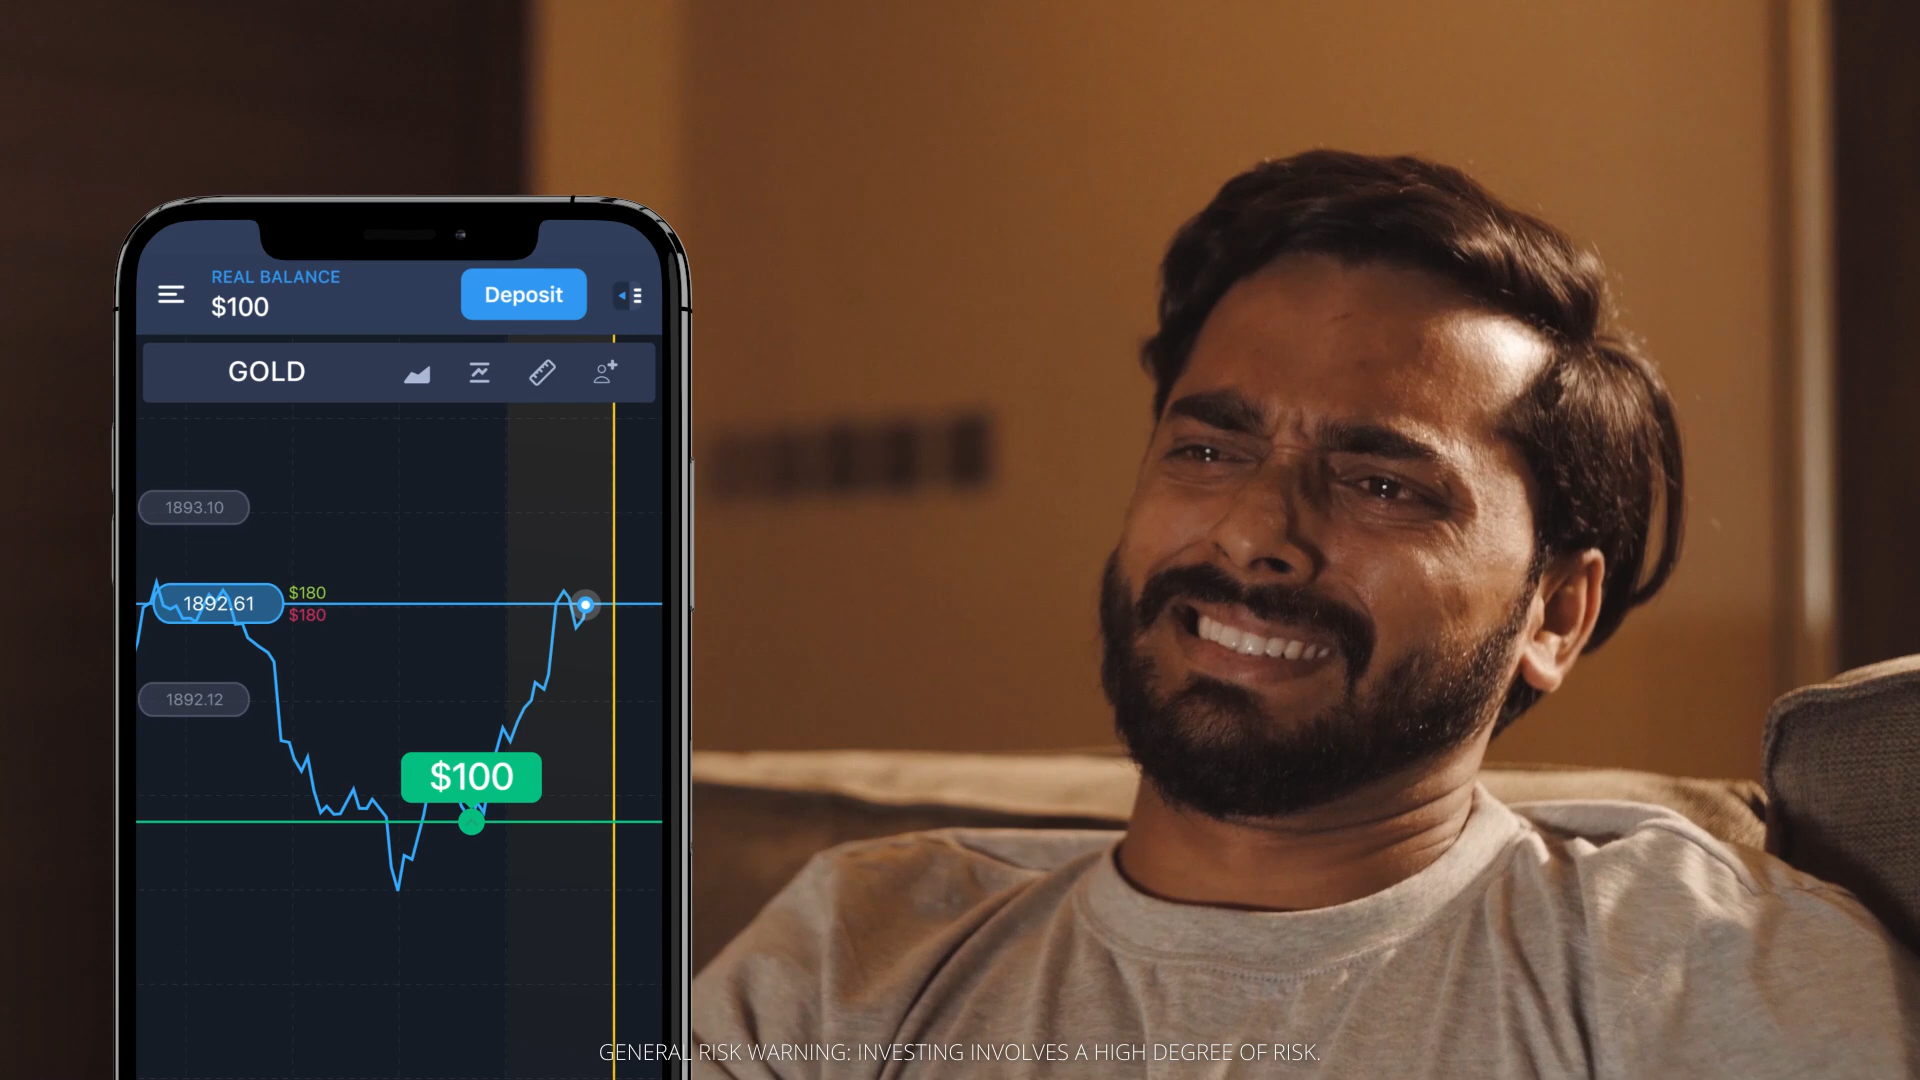 REAL BALANCE
$100
Deposit
GOLD
1893.10
1892.61
$180
$180
1892.12
$100
GENERAL RISK WARNING: INVESTING INVOLVES A HIGH DEGREE OF RISK.